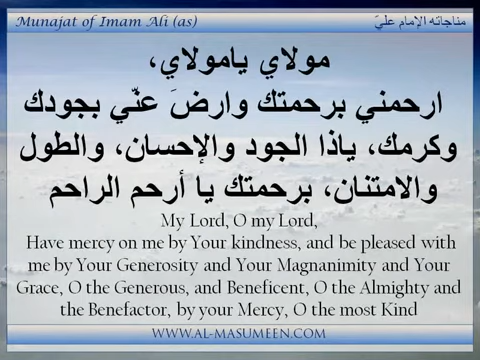 Munajat of Imam Ali (as)
مناجاته الإمام عليّ
مولاي يامولاي،
ارحمني برحمتك وارضَ عنّي بجودك
وكرمك، ياذا الجود والإحسان، والطول
والامتنان، برحمتك يا أرحم الراحم
My Lord, O my Lord,
Have mercy on me by Your kindness, and be pleased with
me by Your Generosity and Your Magnanimity and Your
Grace, O the Generous, and Beneficent, O the Almighty and
the Benefactor, by your Mercy, O the most Kind
WWW.AL-MASUMEEN.COM